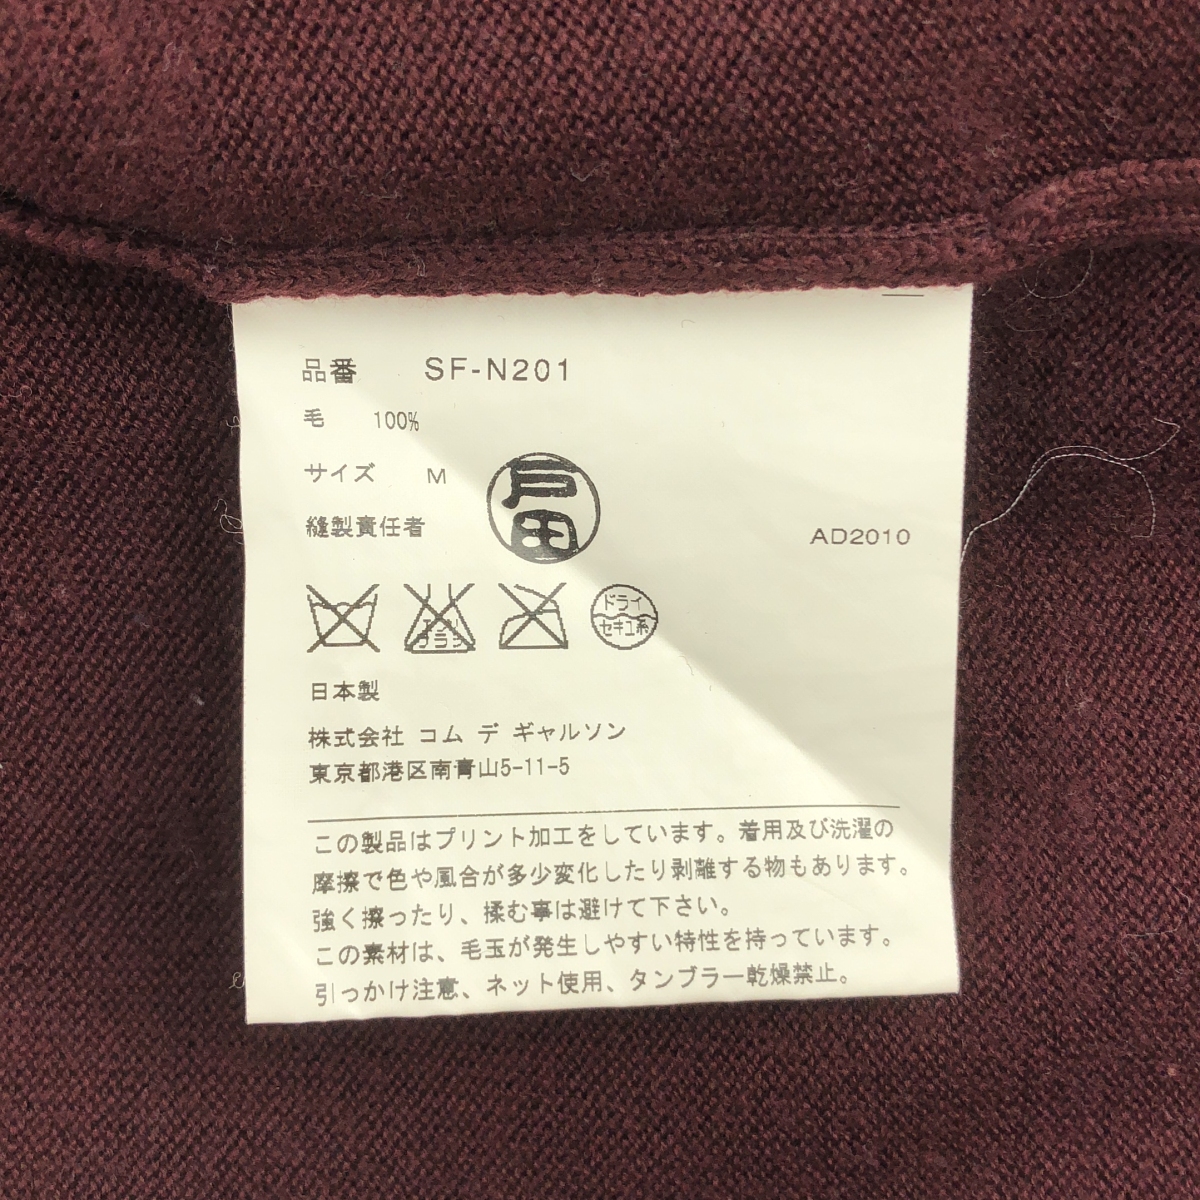 品番 SF-N201
毛 100%
サイズ M
戸田
縫製責任者
AD2010
エンソ
サラシ
ドライ
セキユ系
日本製
株式会社 コム デ ギャルソン
東京都港区南青山5-11-5
この製品はプリント加工をしています。着用及び洗濯の
摩擦で色や風合が多少変化したり剥離する物もあります。
強く擦ったり、揉む事は避けて下さい。
この素材は、毛玉が発生しやすい特性を持っています。
引っかけ注意、ネット使用、タンブラー乾燥禁止。